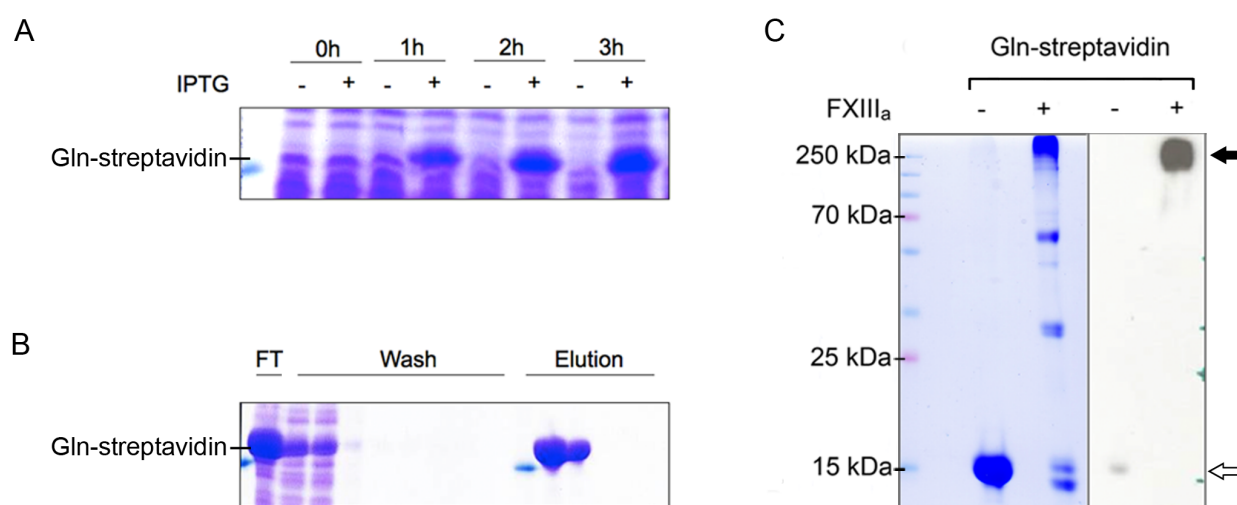 A
0h 1h 2h 3h
IPTG - + - + - + - +
Gln-streptavidin
B
FT Wash Elution
Gln-streptavidin
C
Gln-streptavidin
FXIIIa - + - +
250 kDa
70 kDa
25 kDa
15 kDa